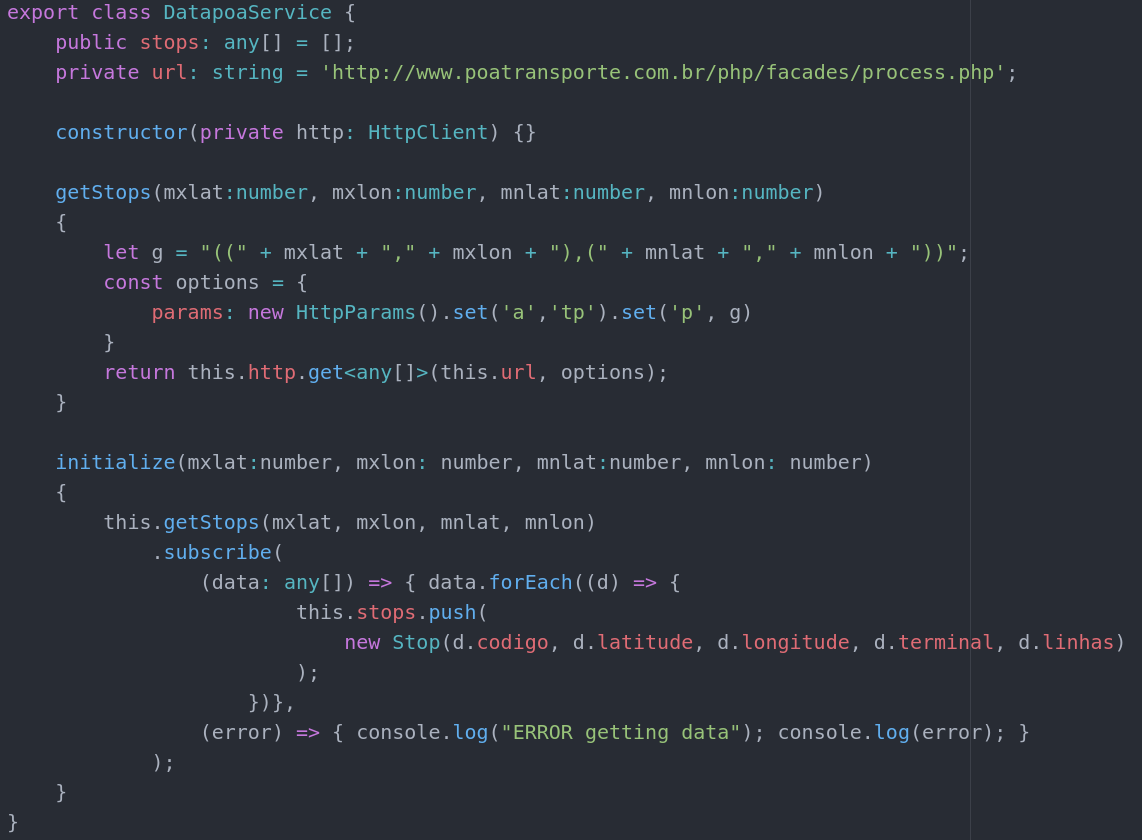 export class DatapoaService {
    public stops: any[] = [];
    private url: string = 'http://www.poatransporte.com.br/php/facades/process.php';

    constructor(private http: HttpClient) {}

    getStops(mxlat:number, mxlon:number, mnlat:number, mnlon:number)
    {
        let g = "((" + mxlat + "," + mxlon + "),(" + mnlat + "," + mnlon + "))";
        const options = {
            params: new HttpParams().set('a','tp').set('p', g)
        }
        return this.http.get<any[]>(this.url, options);
    }

    initialize(mxlat:number, mxlon: number, mnlat:number, mnlon: number)
    {
        this.getStops(mxlat, mxlon, mnlat, mnlon)
            .subscribe(
                (data: any[]) => { data.forEach((d) => {
                        this.stops.push(
                            new Stop(d.codigo, d.latitude, d.longitude, d.terminal, d.linhas)
                        );
                    })},
                (error) => { console.log("ERROR getting data"); console.log(error); }
            );
    }
}